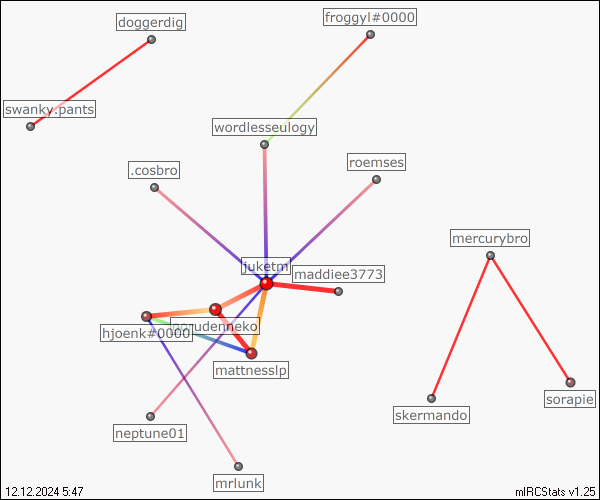 froggyl#0000
doggerdig
swanky.pants
wordlesseulogy
.cosbro
roemses
mercurybro
juketm
maddiee3773
hjoenk#0000
mattnesslp
sorapie
skermando
neptune01
mrlunk
12.12.2024 5:47
mIRCStats v1.25